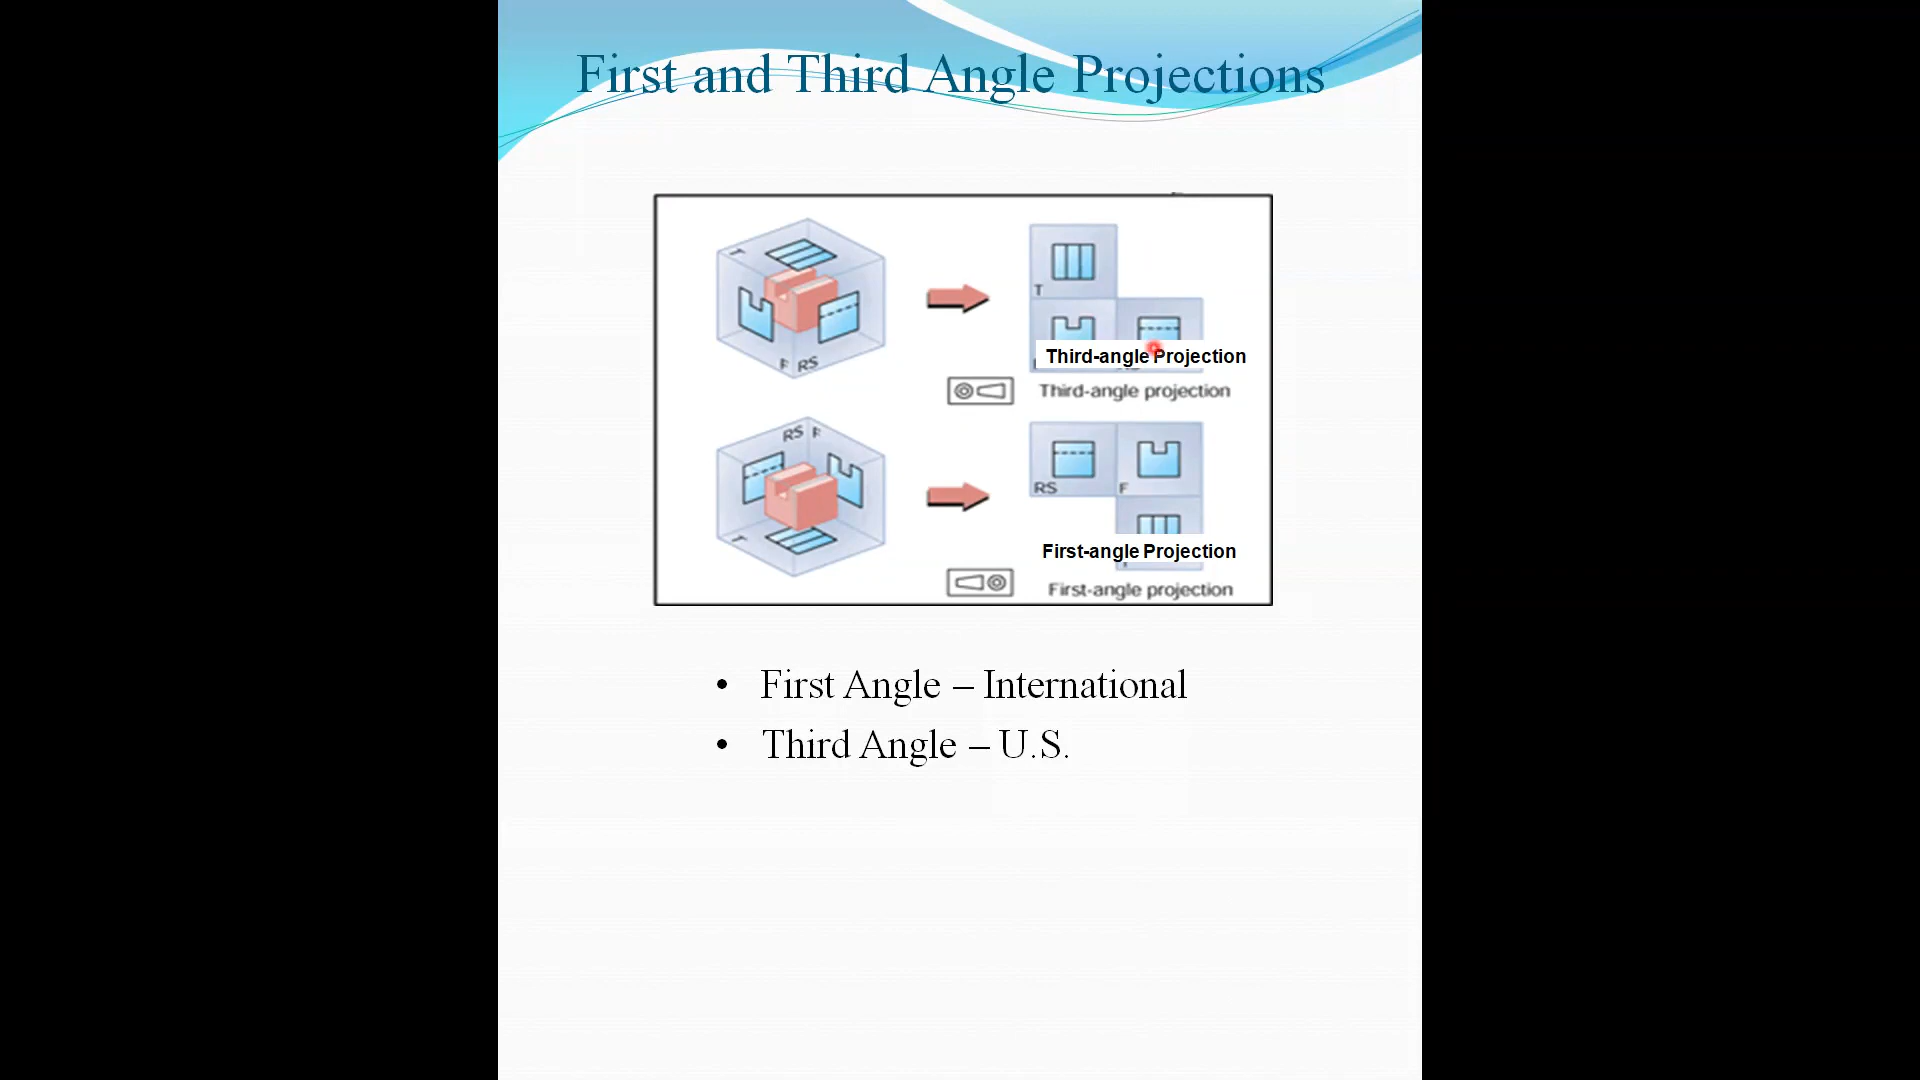 First and Third Angle Projections
T
F RS
T
Third-angle Projection
Third-angle projection
RS F
T
RS F
First-angle Projection
First-angle projection
• First Angle – International
• Third Angle – U.S.